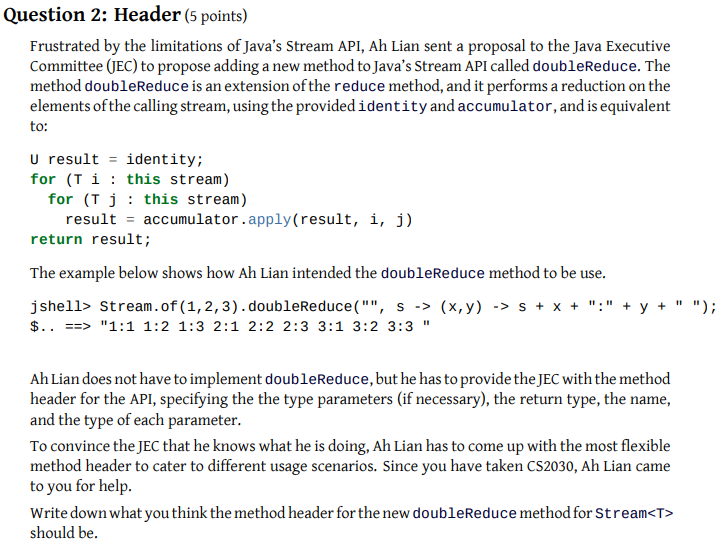 Question 2: Header (5 points)
Frustrated by the limitations of Java's Stream API, Ah Lian sent a proposal to the Java Executive
Committee (JEC) to propose adding a new method to Java's Stream API called doubleReduce. The
method doubleReduce is an extension of the reduce method, and it performs a reduction on the
elements of the calling stream, using the provided identity and accumulator, and is equivalent
to:
U result = identity;
for (T i : this stream)
  for (T j : this stream)
    result = accumulator.apply(result, i, j)
return result;
The example below shows how Ah Lian intended the doubleReduce method to be use.
jshell> Stream.of(1,2,3).doubleReduce("", s -> (x,y) -> s + x + ":" + y + " ");
$.. ==> "1:1 1:2 1:3 2:1 2:2 2:3 3:1 3:2 3:3 "
Ah Lian does not have to implement doubleReduce, but he has to provide the JEC with the method
header for the API, specifying the the type parameters (if necessary), the return type, the name,
and the type of each parameter.
To convince the JEC that he knows what he is doing, Ah Lian has to come up with the most flexible
method header to cater to different usage scenarios. Since you have taken CS2030, Ah Lian came
to you for help.
Write down what you think the method header for the new doubleReduce method for Stream<T>
should be.